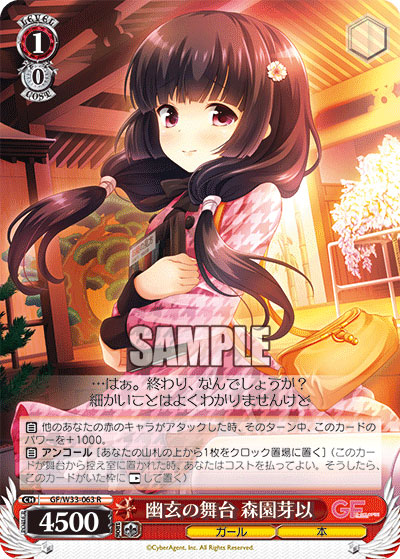 LEVEL
1
0
COST
SAMPLE
…はぁ。終わり、なんでしょうか?
細かいことはよくわかりませんけど
自 他のあなたの赤のキャラがアタックした時、そのターン中、このカードの
パワーを+1000。
自 アンコール [あなたの山札の上から1枚をクロック置場に置く] (このカー
ドが舞台から控え室に置かれた時、あなたはコストを払ってよい。そうしたら、
このカードがいた枠に レスト して置く)
CH GF/W33-063 R
4500
幽玄の舞台 森園芽以
GF
ガール
本
©CyberAgent, Inc. All Rights Reserved.